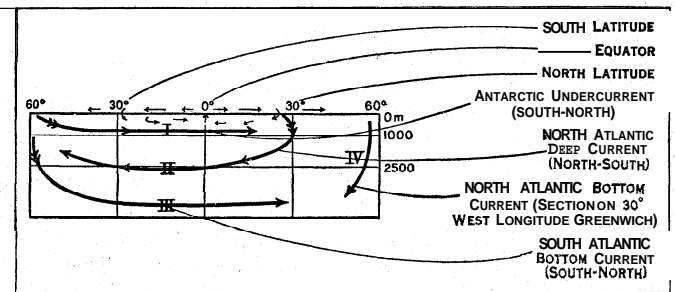 SOUTH LATITUDE
EQUATOR
NORTH LATITUDE
60° 30° 0° 30° 60°
0 m
ANTARCTIC UNDERCURRENT
(SOUTH-NORTH)
I
1000
NORTH ATLANTIC
DEEP CURRENT
(NORTH-SOUTH)
IV
II
2500
NORTH ATLANTIC BOTTOM
CURRENT (SECTION ON 30°
WEST LONGITUDE GREENWICH)
III
SOUTH ATLANTIC
BOTTOM CURRENT
(SOUTH-NORTH)